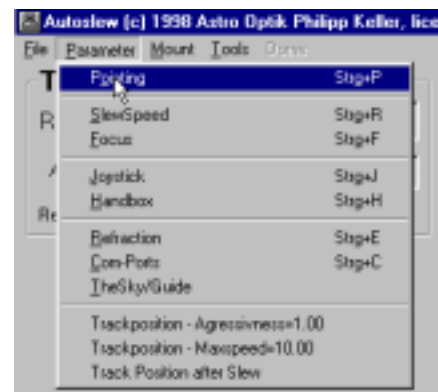 Autoslew (c) 1998 Astro Optik Philipp Keller, lice
File Parameter Mount Tools Dome
T
Pointing Strg+P
R
SlewSpeed Strg+R
Focus Strg+F
Joystick Strg+J
Handbox Strg+H
Re
Refraction Strg+E
Com-Ports Strg+C
TheSky/Guide
Trackposition - Agressivness=1.00
Trackposition - Maxspeed=10.00
Track Position after Slew